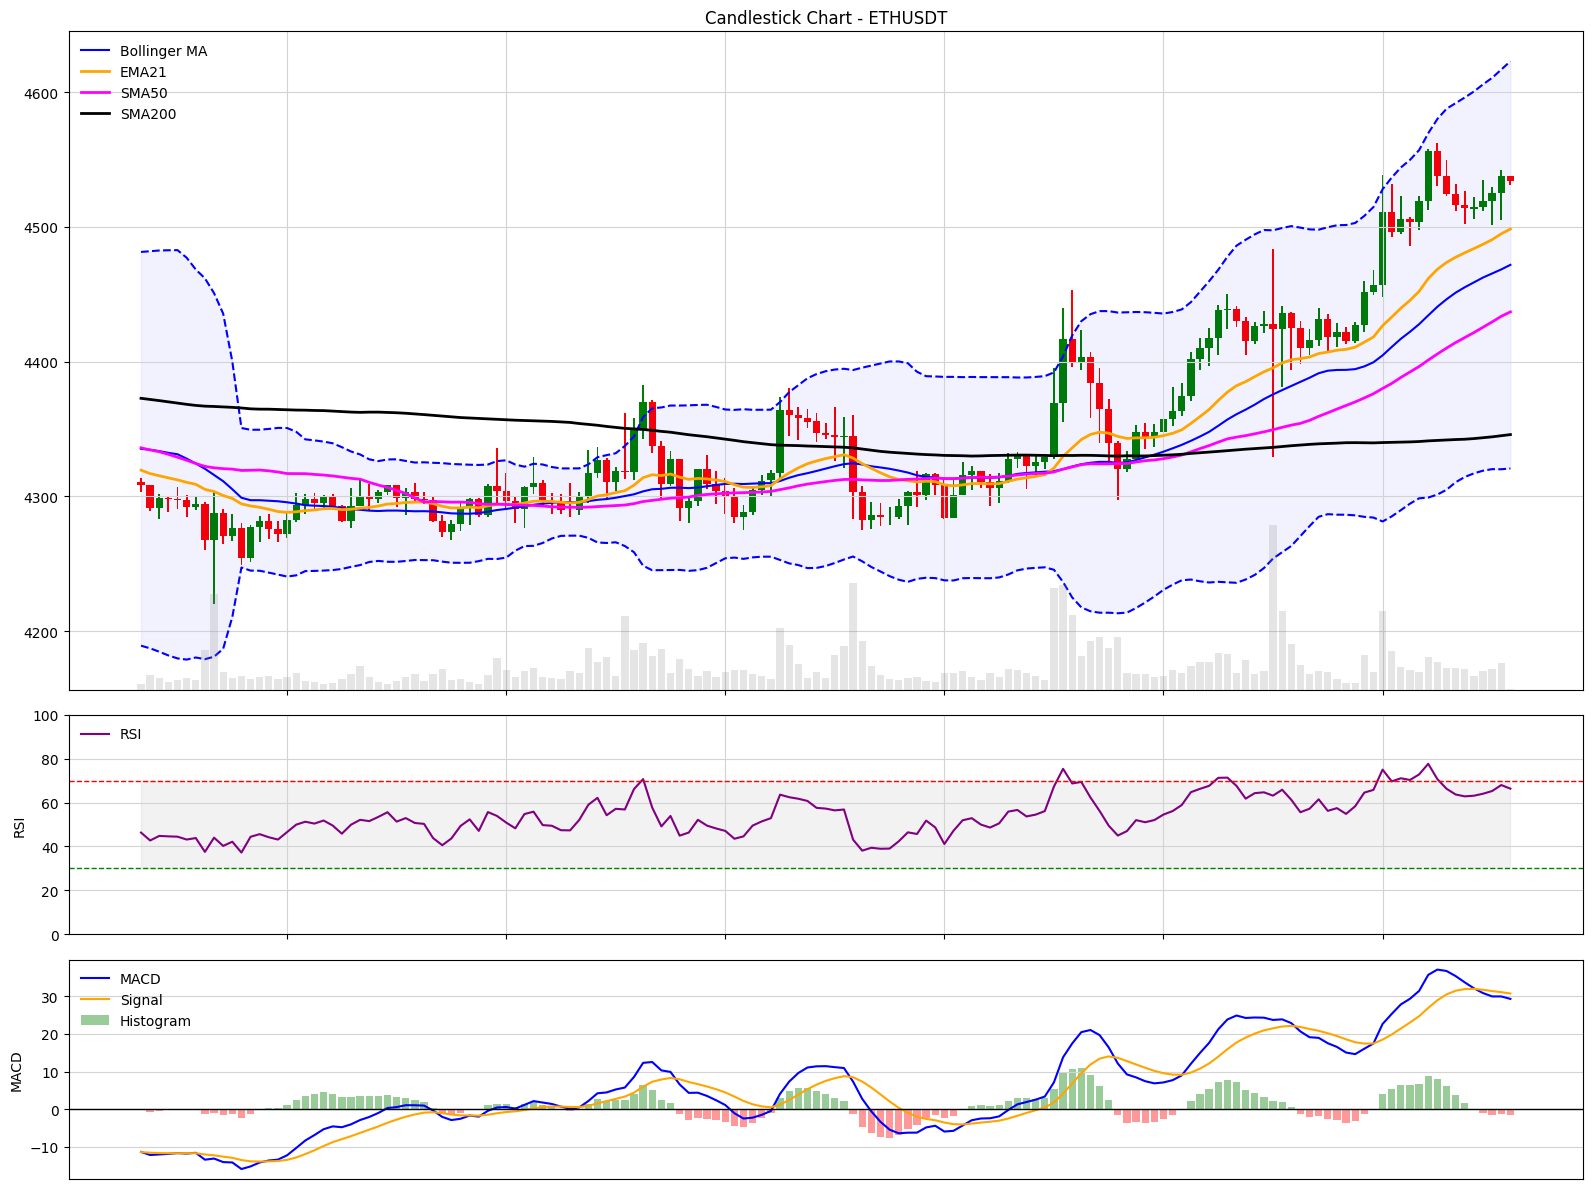 Candlestick Chart - ETHUSDT
Bollinger MA
EMA21
SMA50
SMA200
4600
4500
4400
4300
4200
RSI
100
80
60
40
20
0
RSI
MACD
Signal
Histogram
30
20
10
0
−10
MACD